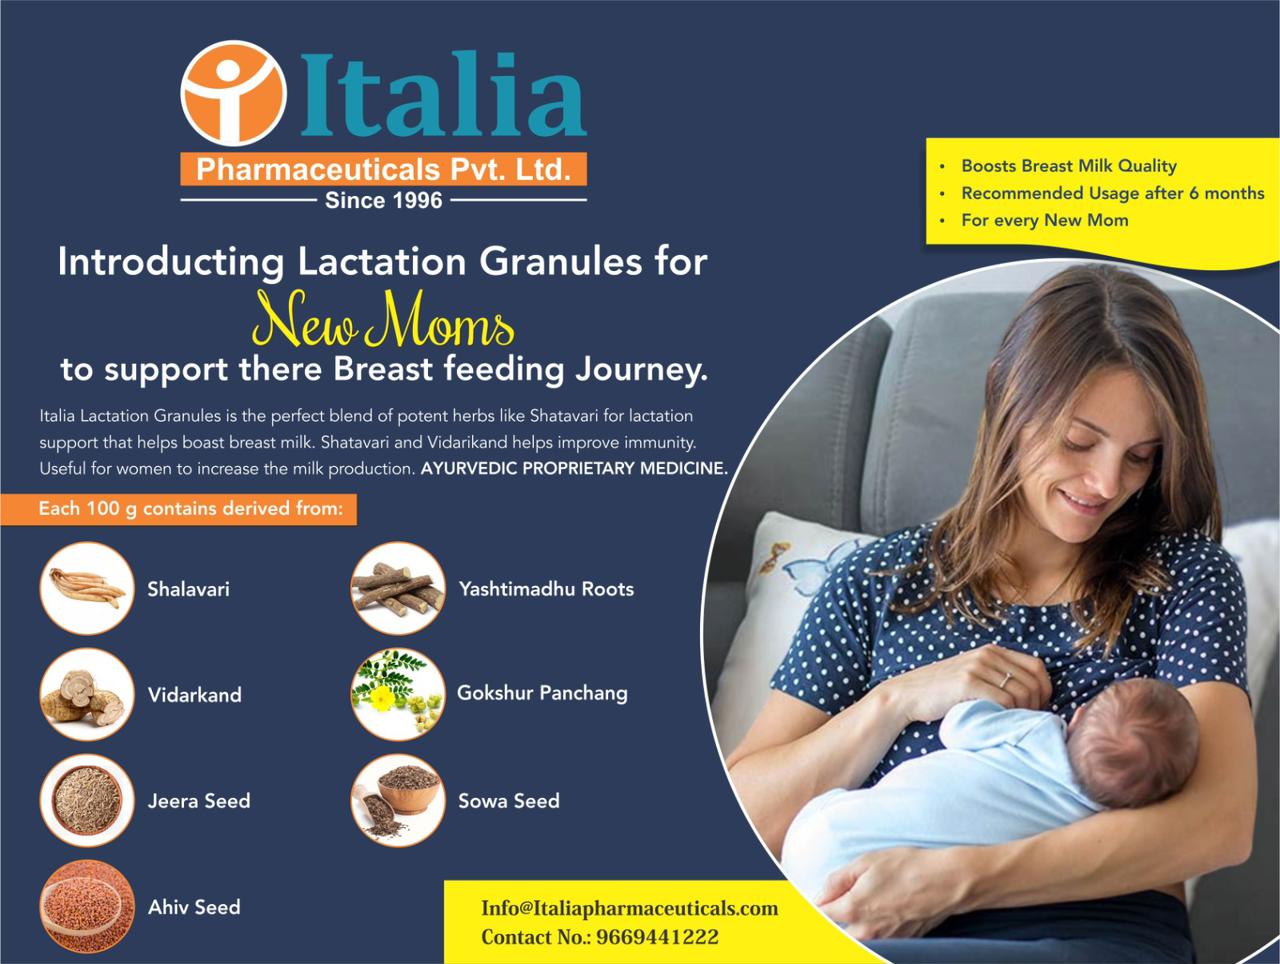 Italia
Pharmaceuticals Pvt. Ltd.
Since 1996
• Boosts Breast Milk Quality
• Recommended Usage after 6 months
• For every New Mom
Introducting Lactation Granules for
New Moms
to support there Breast feeding Journey.
Italia Lactation Granules is the perfect blend of potent herbs like Shatavari for lactation
support that helps boast breast milk. Shatavari and Vidarikand helps improve immunity.
Useful for women to increase the milk production. AYURVEDIC PROPRIETARY MEDICINE.
Each 100 g contains derived from:
Shalavari
Yashtimadhu Roots
Vidarkand
Gokshur Panchang
Jeera Seed
Sowa Seed
Ahiv Seed
Info@Italiapharmaceuticals.com
Contact No.: 9669441222